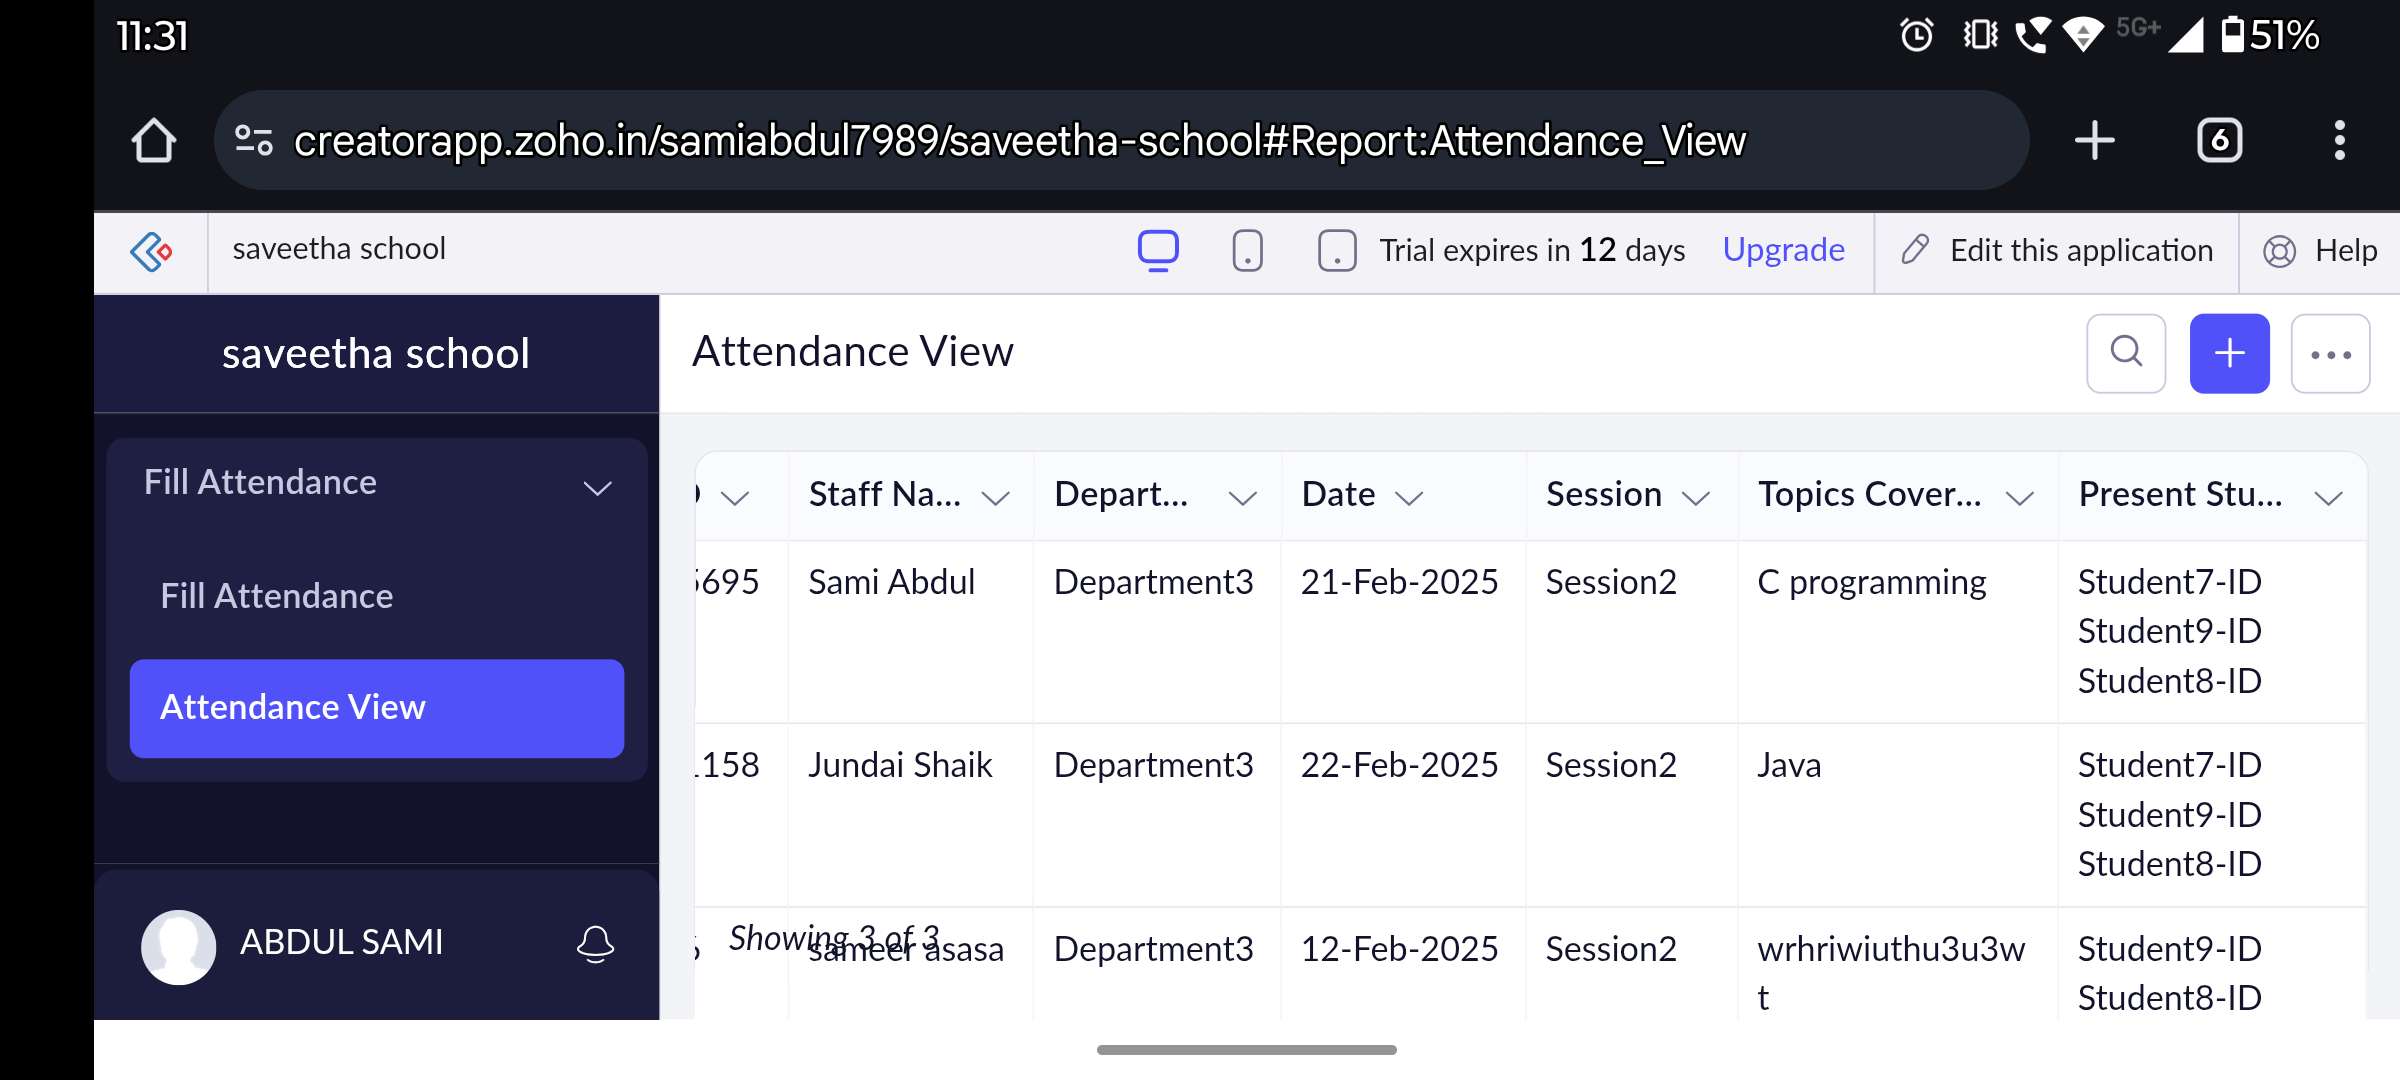 11:31
5G+
51%
creatorapp.zoho.in/samiabdul7989/saveetha-school#Report:Attendance_View
6
saveetha school
Trial expires in 12 days
Upgrade
Edit this application
Help
saveetha school
Attendance View
Fill Attendance
Fill Attendance
Attendance View
ABDUL SAMI
Staff Na... Depart... Date Session Topics Cover... Present Stu...
5695 Sami Abdul Department3 21-Feb-2025 Session2 C programming Student7-ID
Student9-ID
Student8-ID
1158 Jundai Shaik Department3 22-Feb-2025 Session2 Java Student7-ID
Student9-ID
Student8-ID
Showing 3 of 3
sameer asasa Department3 12-Feb-2025 Session2 wrhriwiuthu3u3w Student9-ID
t Student8-ID